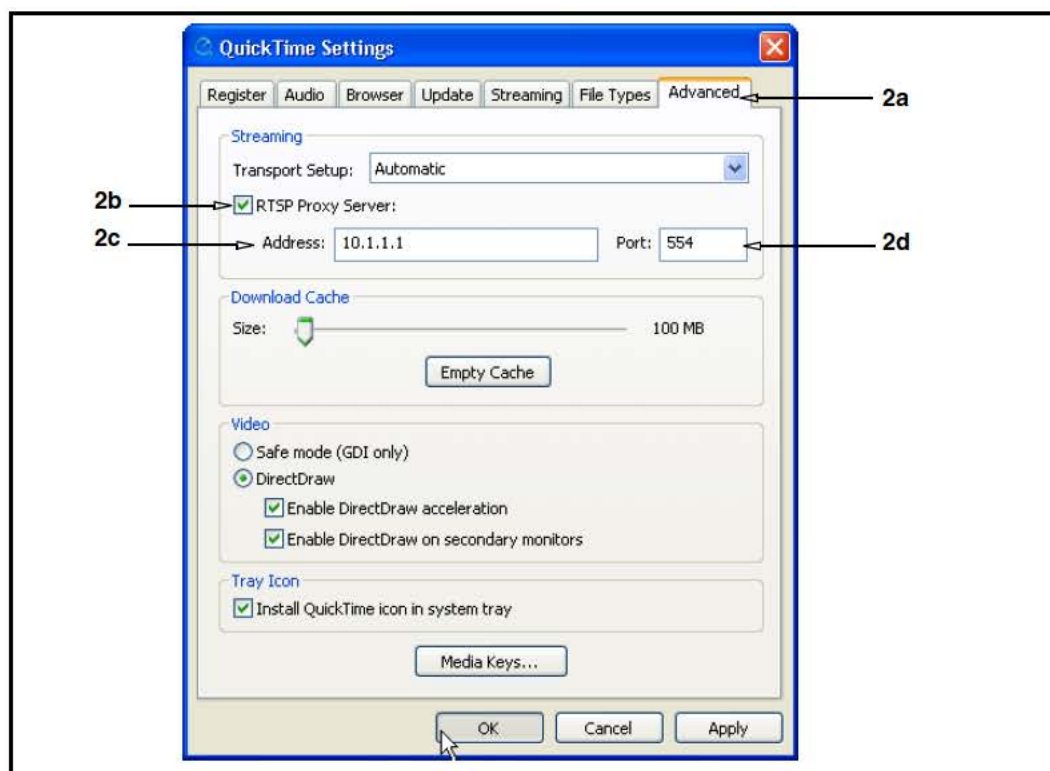 QuickTime Settings
Register Audio Browser Update Streaming File Types Advanced
2a
Streaming
Transport Setup: Automatic
2b
RTSP Proxy Server:
2c
Address: 10.1.1.1 Port: 554
2d
Download Cache
Size: 100 MB
Empty Cache
Video
Safe mode (GDI only)
DirectDraw
Enable DirectDraw acceleration
Enable DirectDraw on secondary monitors
Tray Icon
Install QuickTime icon in system tray
Media Keys...
OK Cancel Apply